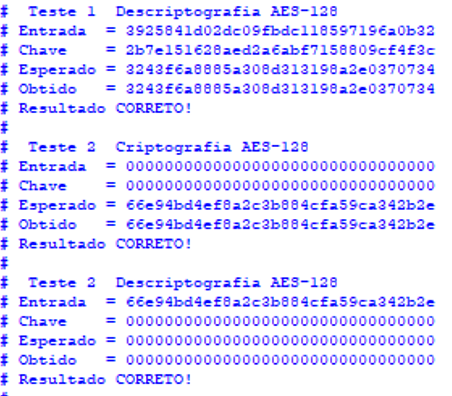 #  Teste 1  Descriptografia AES-128
# Entrada  = 3925841d02dc09fbdc118597196a0b32
# Chave    = 2b7e151628aed2a6abf7158809cf4f3c
# Esperado = 3243f6a8885a308d313198a2e0370734
# Obtido   = 3243f6a8885a308d313198a2e0370734
# Resultado CORRETO!
#
#  Teste 2  Criptografia AES-128
# Entrada  = 00000000000000000000000000000000
# Chave    = 00000000000000000000000000000000
# Esperado = 66e94bd4ef8a2c3b884cfa59ca342b2e
# Obtido   = 66e94bd4ef8a2c3b884cfa59ca342b2e
# Resultado CORRETO!
#
#  Teste 2  Descriptografia AES-128
# Entrada  = 66e94bd4ef8a2c3b884cfa59ca342b2e
# Chave    = 00000000000000000000000000000000
# Esperado = 00000000000000000000000000000000
# Obtido   = 00000000000000000000000000000000
# Resultado CORRETO!
#